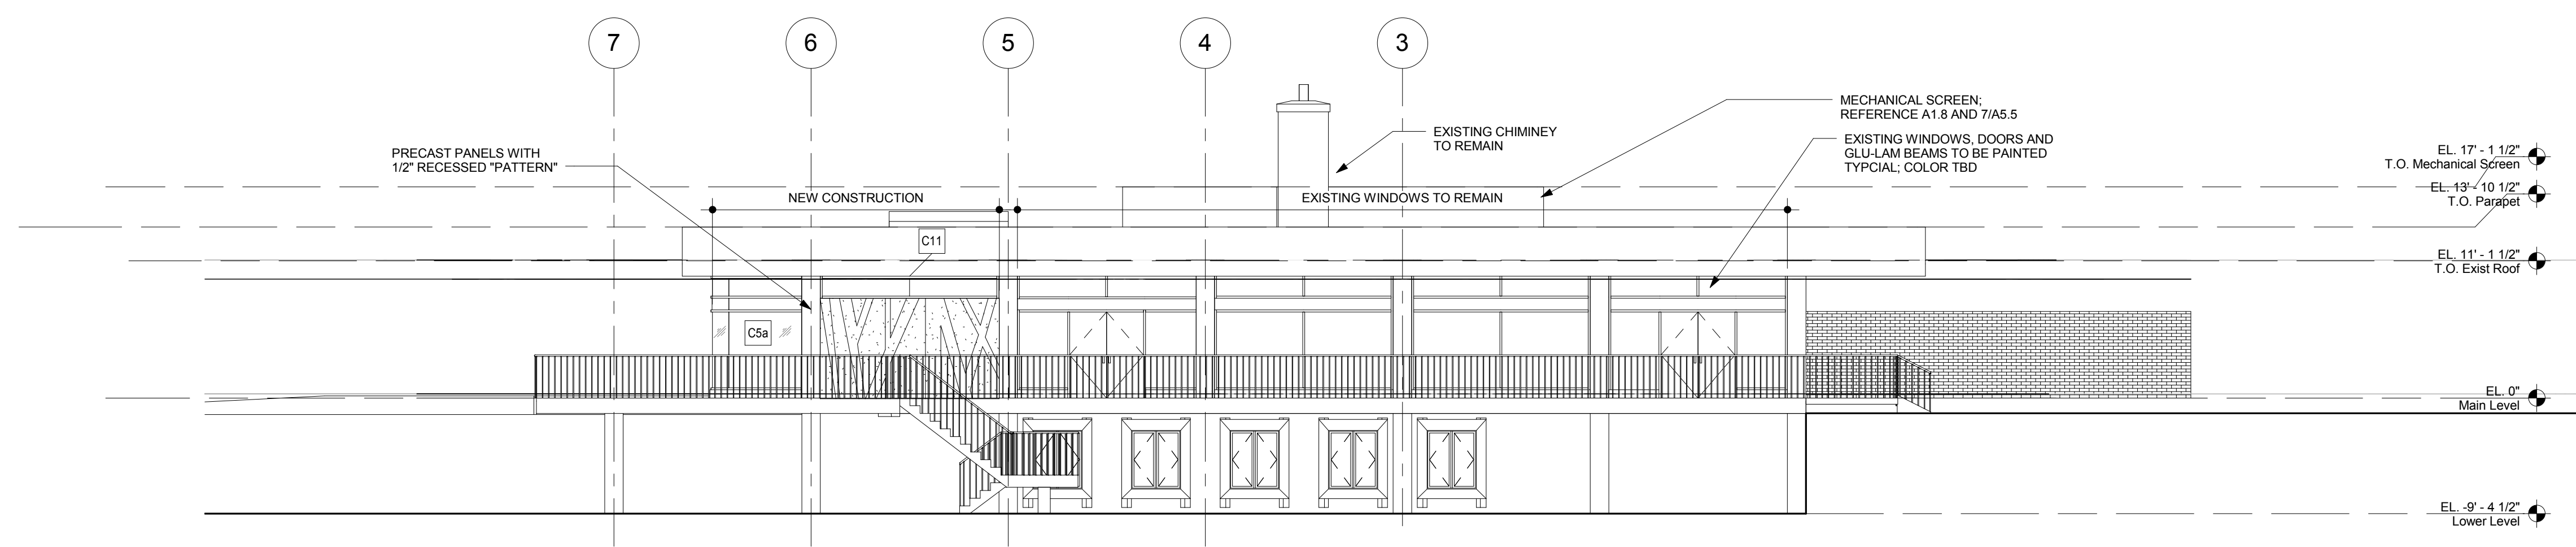 7
6
5
4
3
MECHANICAL SCREEN;
REFERENCE A1.8 AND 7/A5.5
EXISTING CHIMINEY
TO REMAIN
EXISTING WINDOWS, DOORS AND
GLU-LAM BEAMS TO BE PAINTED
TYPCIAL; COLOR TBD
PRECAST PANELS WITH
1/2" RECESSED "PATTERN"
EL. 17' - 1 1/2"
T.O. Mechanical Screen
NEW CONSTRUCTION
EXISTING WINDOWS TO REMAIN
EL. 13' - 10 1/2"
T.O. Parapet
C11
EL. 11' - 1 1/2"
T.O. Exist Roof
C5a
EL. 0"
Main Level
EL. -9' - 4 1/2"
Lower Level